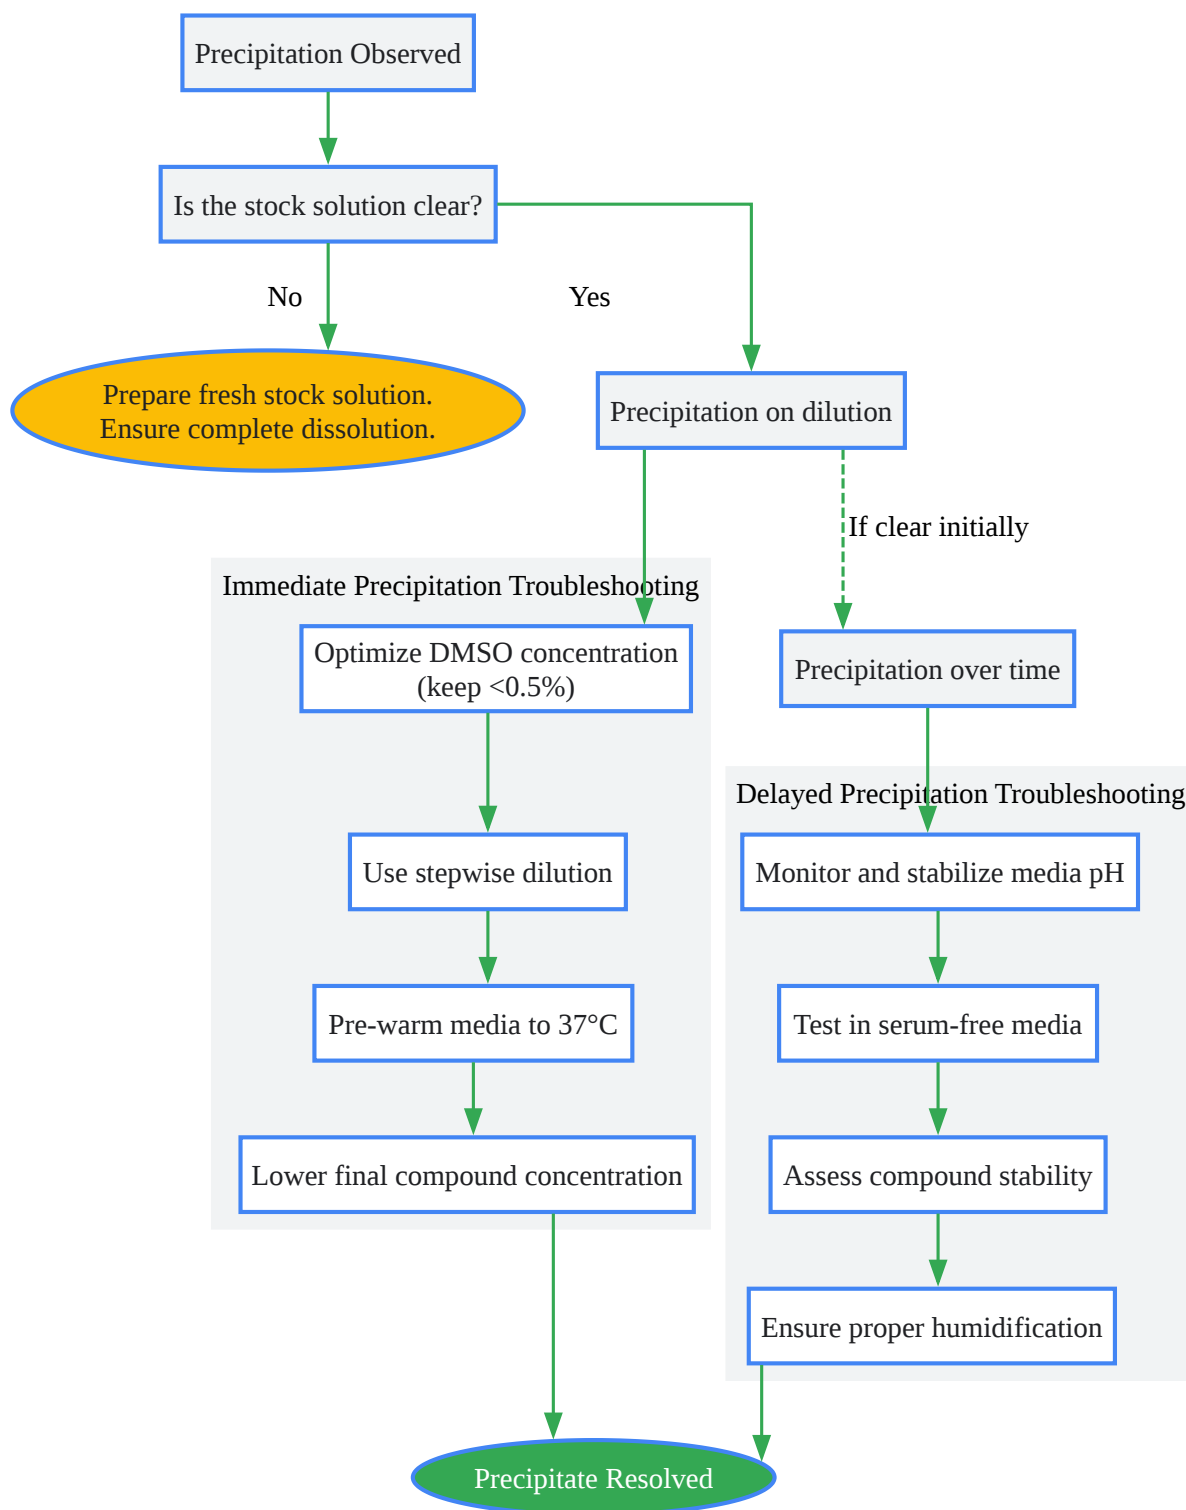 Precipitation Observed
Is the stock solution clear?
No
Yes
Prepare fresh stock solution.
Ensure complete dissolution.
Precipitation on dilution
If clear initially
Immediate Precipitation Troubleshooting
Optimize DMSO concentration
(keep <0.5%)
Precipitation over time
Delayed Precipitation Troubleshooting
Use stepwise dilution
Monitor and stabilize media pH
Pre-warm media to 37°C
Test in serum-free media
Lower final compound concentration
Assess compound stability
Ensure proper humidification
Precipitate Resolved